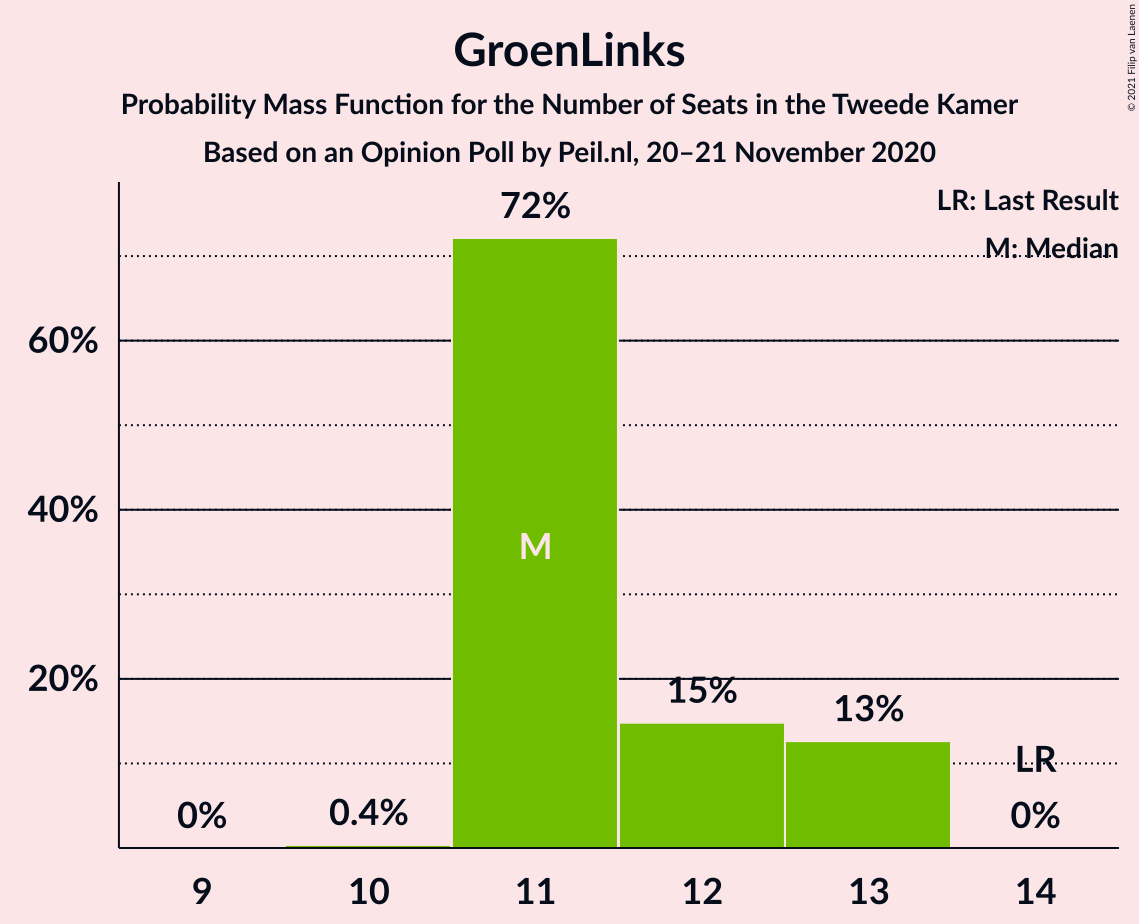 GroenLinks
Probability Mass Function for the Number of Seats in the Tweede Kamer
Based on an Opinion Poll by Peil.nl, 20–21 November 2020
© 2021 Filip van Laenen
LR: Last Result
M: Median
72%
60%
40%
M
20%
15%
13%
LR
0%
0.4%
0%
9
10
11
12
13
14